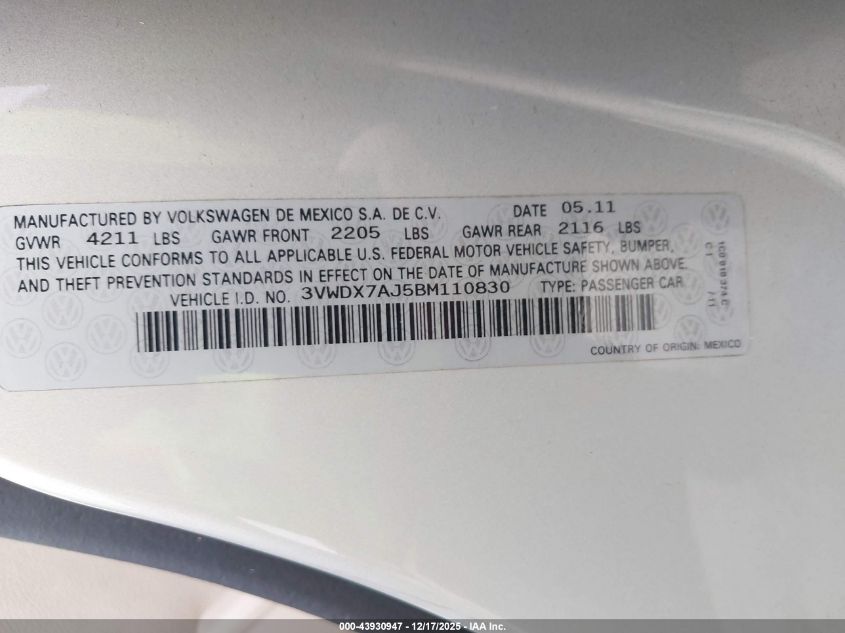 MANUFACTURED BY VOLKSWAGEN DE MEXICO S.A. DE C.V. DATE 05.11
GVWR 4211 LBS GAWR FRONT 2205 LBS GAWR REAR 2116 LBS
THIS VEHICLE CONFORMS TO ALL APPLICABLE U.S. FEDERAL MOTOR VEHICLE SAFETY, BUMPER,
AND THEFT PREVENTION STANDARDS IN EFFECT ON THE DATE OF MANUFACTURE SHOWN ABOVE.
VEHICLE I.D. NO. 3VWDX7AJ5BM110830 TYPE: PASSENGER CAR
COUNTRY OF ORIGIN: MEXICO
000-43930947 - 12/17/2025 - IAA Inc.